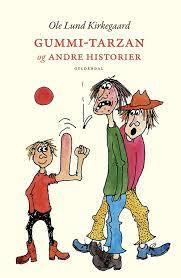 Ole Lund Kirkegaard
GUMMI-TARZAN
og ANDRE HISTORIER
GYLDENDAL